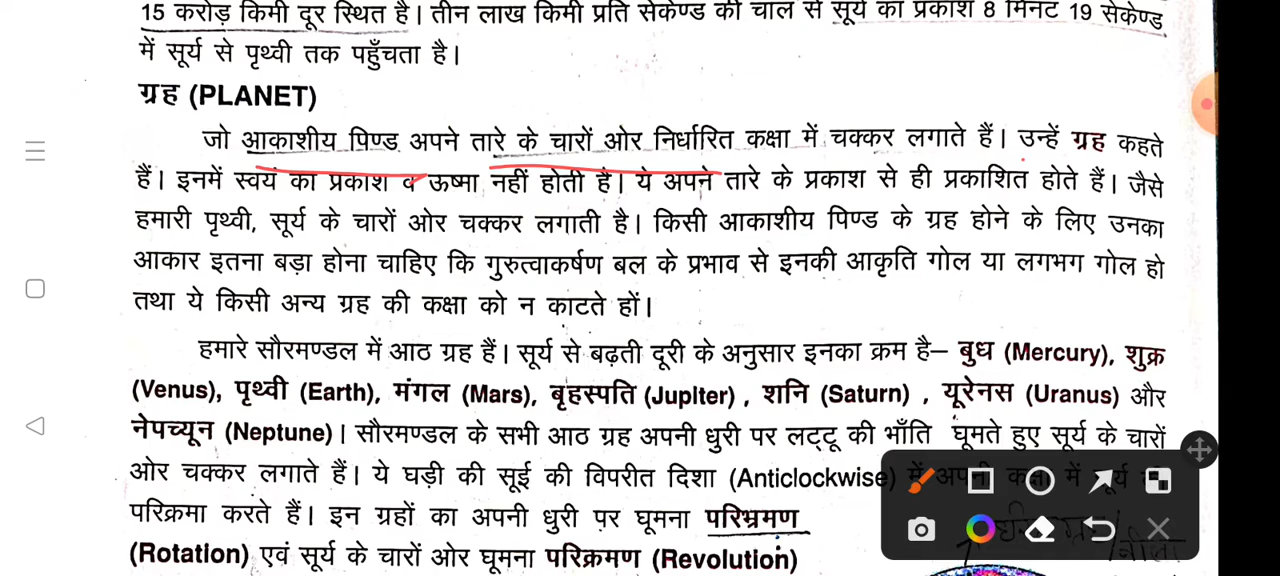 15 करोड़ किमी दूर स्थित है। तीन लाख किमी प्रति सेकेण्ड की चाल से सूर्य का प्रकाश 8 मिनट 19 सेकेण्ड
में सूर्य से पृथ्वी तक पहुँचता है।
ग्रह (PLANET)
जो आकाशीय पिण्ड अपने तारे के चारों ओर निर्धारित कक्षा में चक्कर लगाते हैं। उन्हें ग्रह कहते
हैं। इनमें स्वयं का प्रकाश व ऊष्मा नहीं होती है। ये अपने तारे के प्रकाश से ही प्रकाशित होते हैं। जैसे
हमारी पृथ्वी, सूर्य के चारों ओर चक्कर लगाती है। किसी आकाशीय पिण्ड के ग्रह होने के लिए उनका
आकार इतना बड़ा होना चाहिए कि गुरुत्वाकर्षण बल के प्रभाव से इनकी आकृति गोल या लगभग गोल हो
तथा ये किसी अन्य ग्रह की कक्षा को न काटते हों।
हमारे सौरमण्डल में आठ ग्रह हैं। सूर्य से बढ़ती दूरी के अनुसार इनका क्रम है– बुध (Mercury), शुक्र
(Venus), पृथ्वी (Earth), मंगल (Mars), बृहस्पति (Jupiter) , शनि (Saturn) , यूरेनस (Uranus) और
नेपच्यून (Neptune)। सौरमण्डल के सभी आठ ग्रह अपनी धुरी पर लट्टू की भाँति घूमते हुए सूर्य के चारों
ओर चक्कर लगाते हैं। ये घड़ी की सूई की विपरीत दिशा (Anticlockwise) में अपनी कक्षा में सूर्य
परिक्रमा करते हैं। इन ग्रहों का अपनी धुरी पर घूमना परिभ्रमण
(Rotation) एवं सूर्य के चारों ओर घूमना परिक्रमण (Revolution)